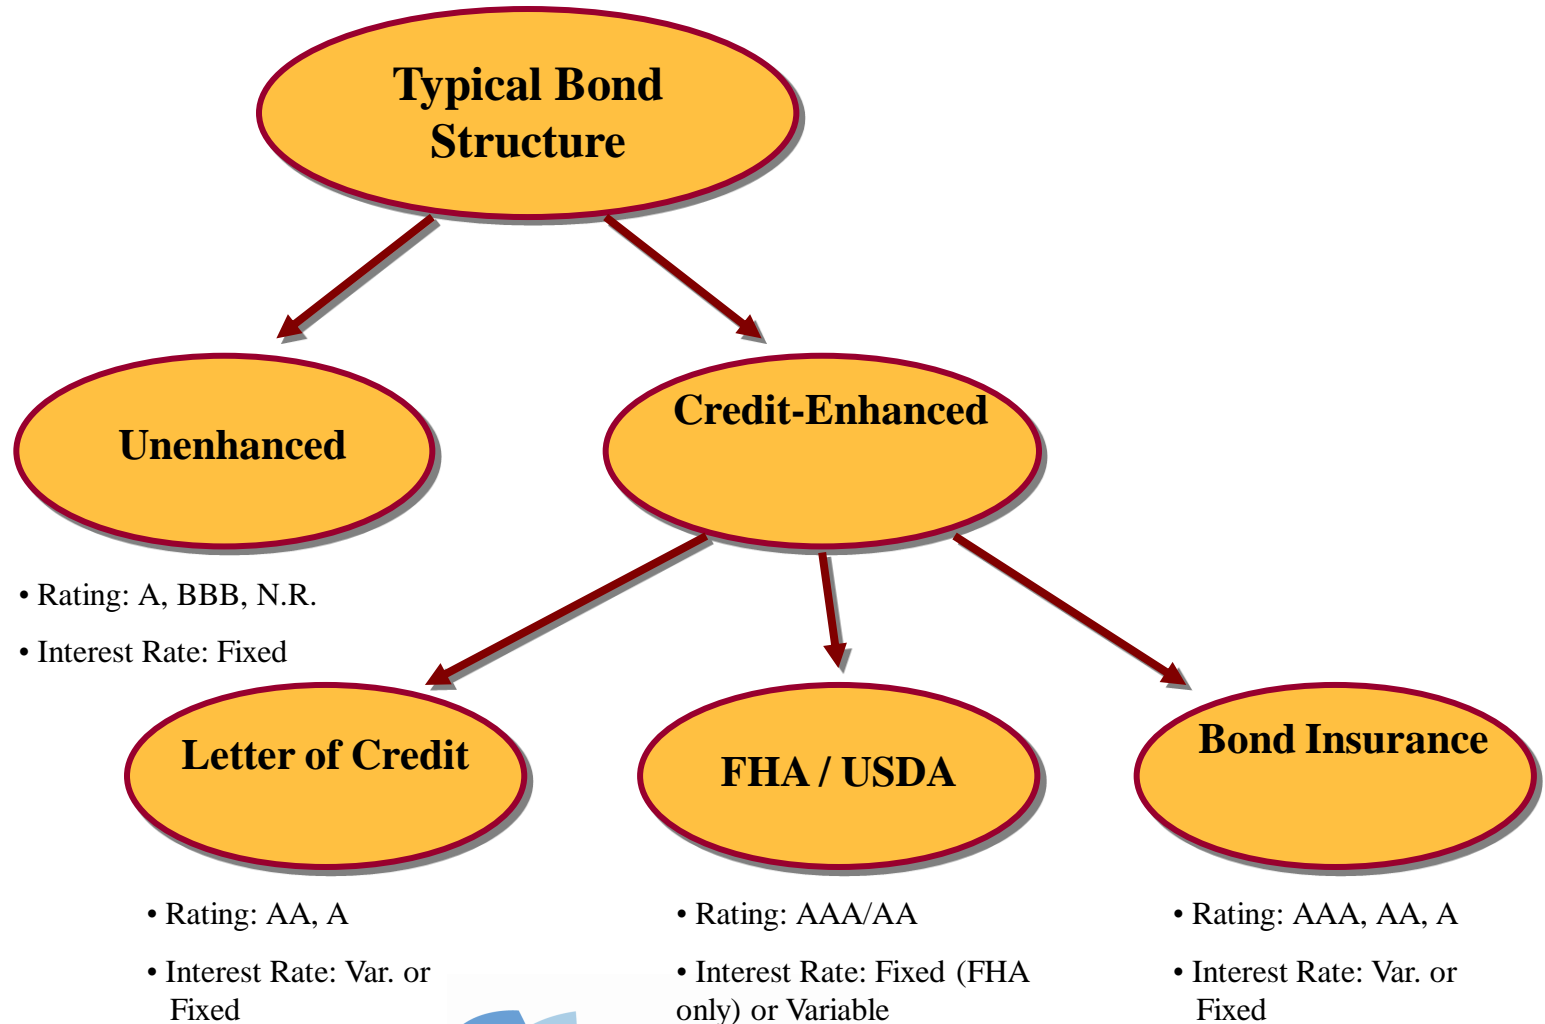 Typical Bond
Structure
Unenhanced
Credit-Enhanced
• Rating: A, BBB, N.R.
• Interest Rate: Fixed
Letter of Credit
FHA / USDA
Bond Insurance
• Rating: AA, A
• Interest Rate: Var. or
Fixed
• Rating: AAA/AA
• Interest Rate: Fixed (FHA
only) or Variable
• Rating: AAA, AA, A
• Interest Rate: Var. or
Fixed